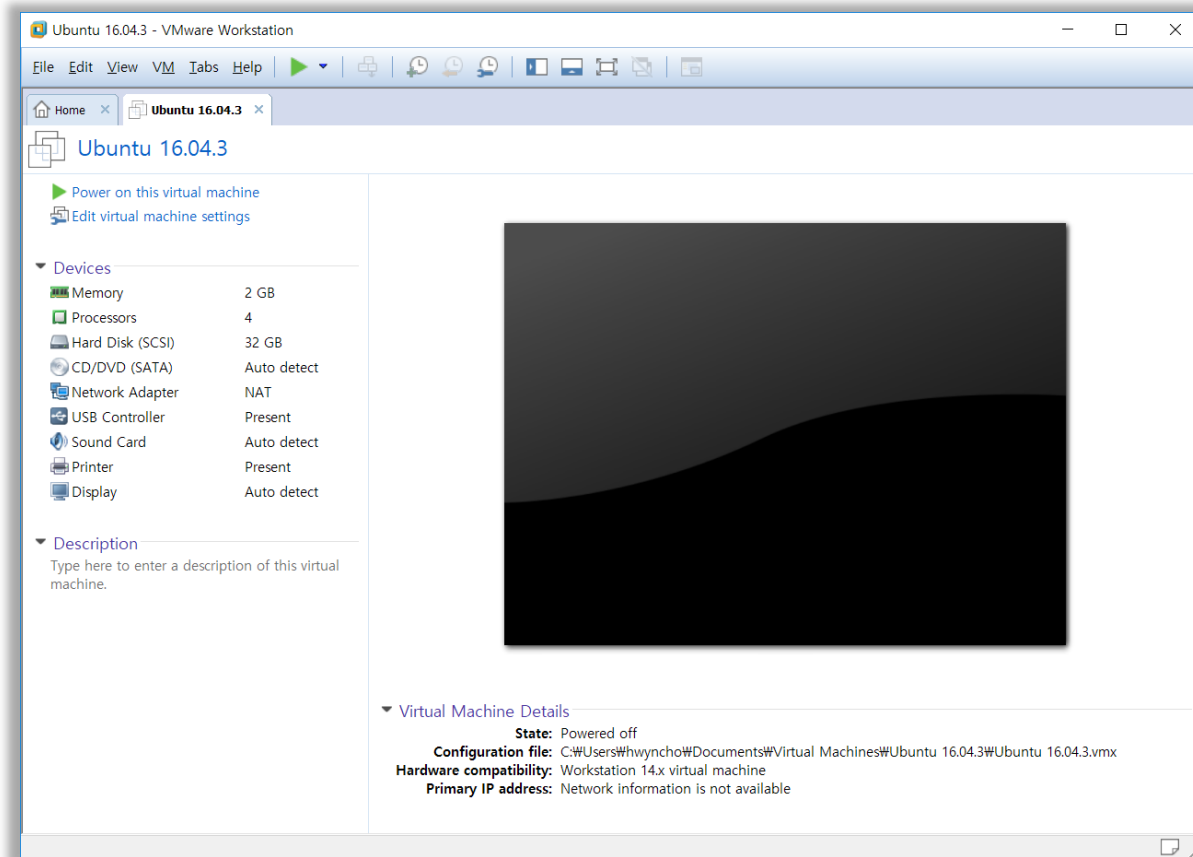 Ubuntu 16.04.3 - VMware Workstation
File Edit View VM Tabs Help
Home Ubuntu 16.04.3
Ubuntu 16.04.3
Power on this virtual machine
Edit virtual machine settings
Devices
Memory 2 GB
Processors 4
Hard Disk (SCSI) 32 GB
CD/DVD (SATA) Auto detect
Network Adapter NAT
USB Controller Present
Sound Card Auto detect
Printer Present
Display Auto detect
Description
Type here to enter a description of this virtual
machine.
Virtual Machine Details
State: Powered off
Configuration file: C:₩Users₩hwyncho₩Documents₩Virtual Machines₩Ubuntu 16.04.3₩Ubuntu 16.04.3.vmx
Hardware compatibility: Workstation 14.x virtual machine
Primary IP address: Network information is not available